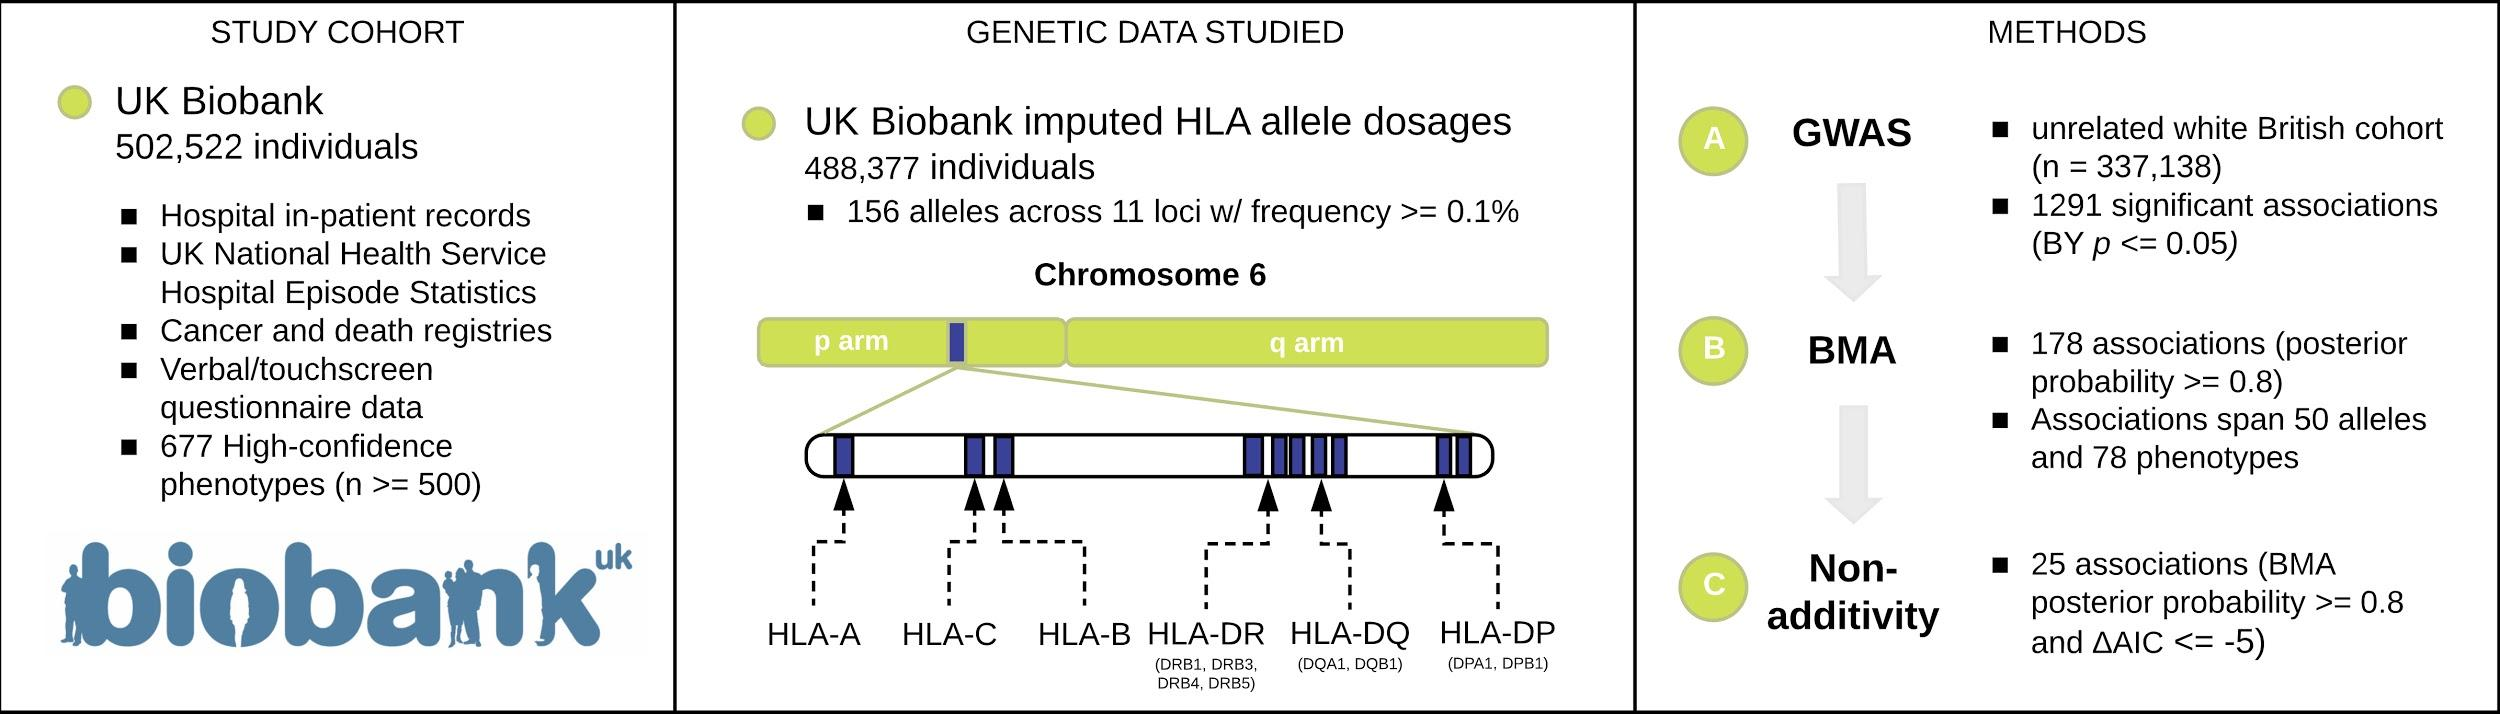 STUDY COHORT
UK Biobank
502,522 individuals
■ Hospital in-patient records
■ UK National Health Service
Hospital Episode Statistics
■ Cancer and death registries
■ Verbal/touchscreen
questionnaire data
■ 677 High-confidence
phenotypes (n >= 500)
biobank uk
GENETIC DATA STUDIED
UK Biobank imputed HLA allele dosages
488,377 individuals
■ 156 alleles across 11 loci w/ frequency >= 0.1%
Chromosome 6
p arm
q arm
HLA-A
HLA-C
HLA-B
HLA-DR
(DRB1, DRB3,
DRB4, DRB5)
HLA-DQ
(DQA1, DQB1)
HLA-DP
(DPA1, DPB1)
METHODS
A
GWAS
■ unrelated white British cohort
(n = 337,138)
■ 1291 significant associations
(BY p <= 0.05)
B
BMA
■ 178 associations (posterior
probability >= 0.8)
■ Associations span 50 alleles
and 78 phenotypes
C
Non-
additivity
■ 25 associations (BMA
posterior probability >= 0.8
and ΔAIC <= -5)